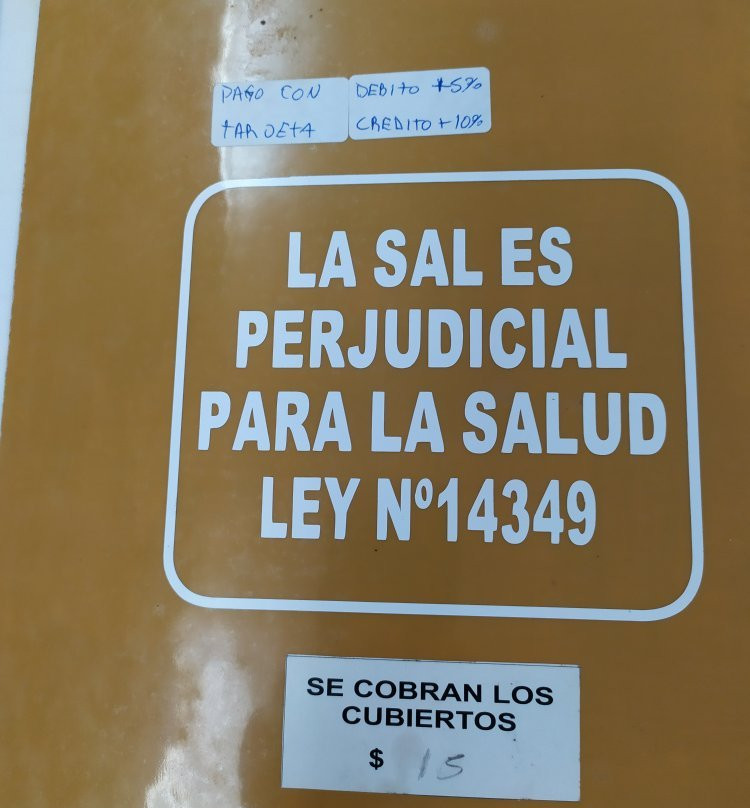 PAGO CON
TARJETA
DEBITO +5%
CREDITO +10%
LA SAL ES
PERJUDICIAL
PARA LA SALUD
LEY Nº14349
SE COBRAN LOS
CUBIERTOS
$ 15